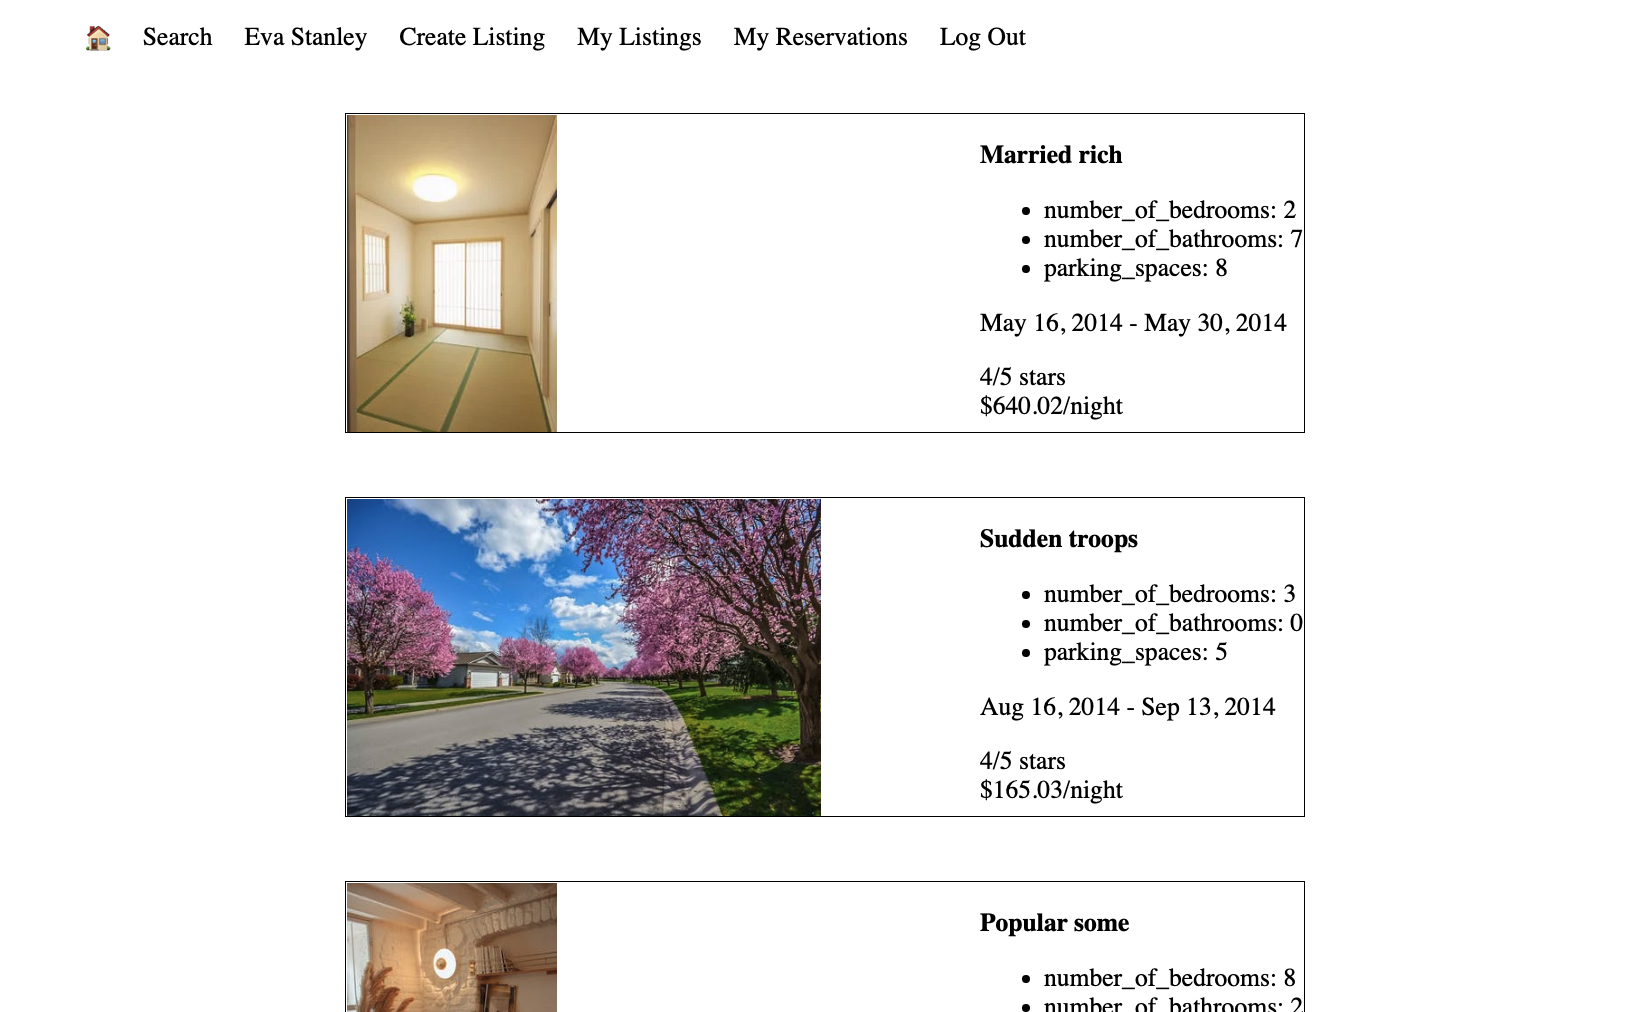 Search Eva Stanley Create Listing My Listings My Reservations Log Out
Married rich
number_of_bedrooms: 2
number_of_bathrooms: 7
parking_spaces: 8
May 16, 2014 - May 30, 2014
4/5 stars
$640.02/night
Sudden troops
number_of_bedrooms: 3
number_of_bathrooms: 0
parking_spaces: 5
Aug 16, 2014 - Sep 13, 2014
4/5 stars
$165.03/night
Popular some
number_of_bedrooms: 8
number_of_bathrooms: 2